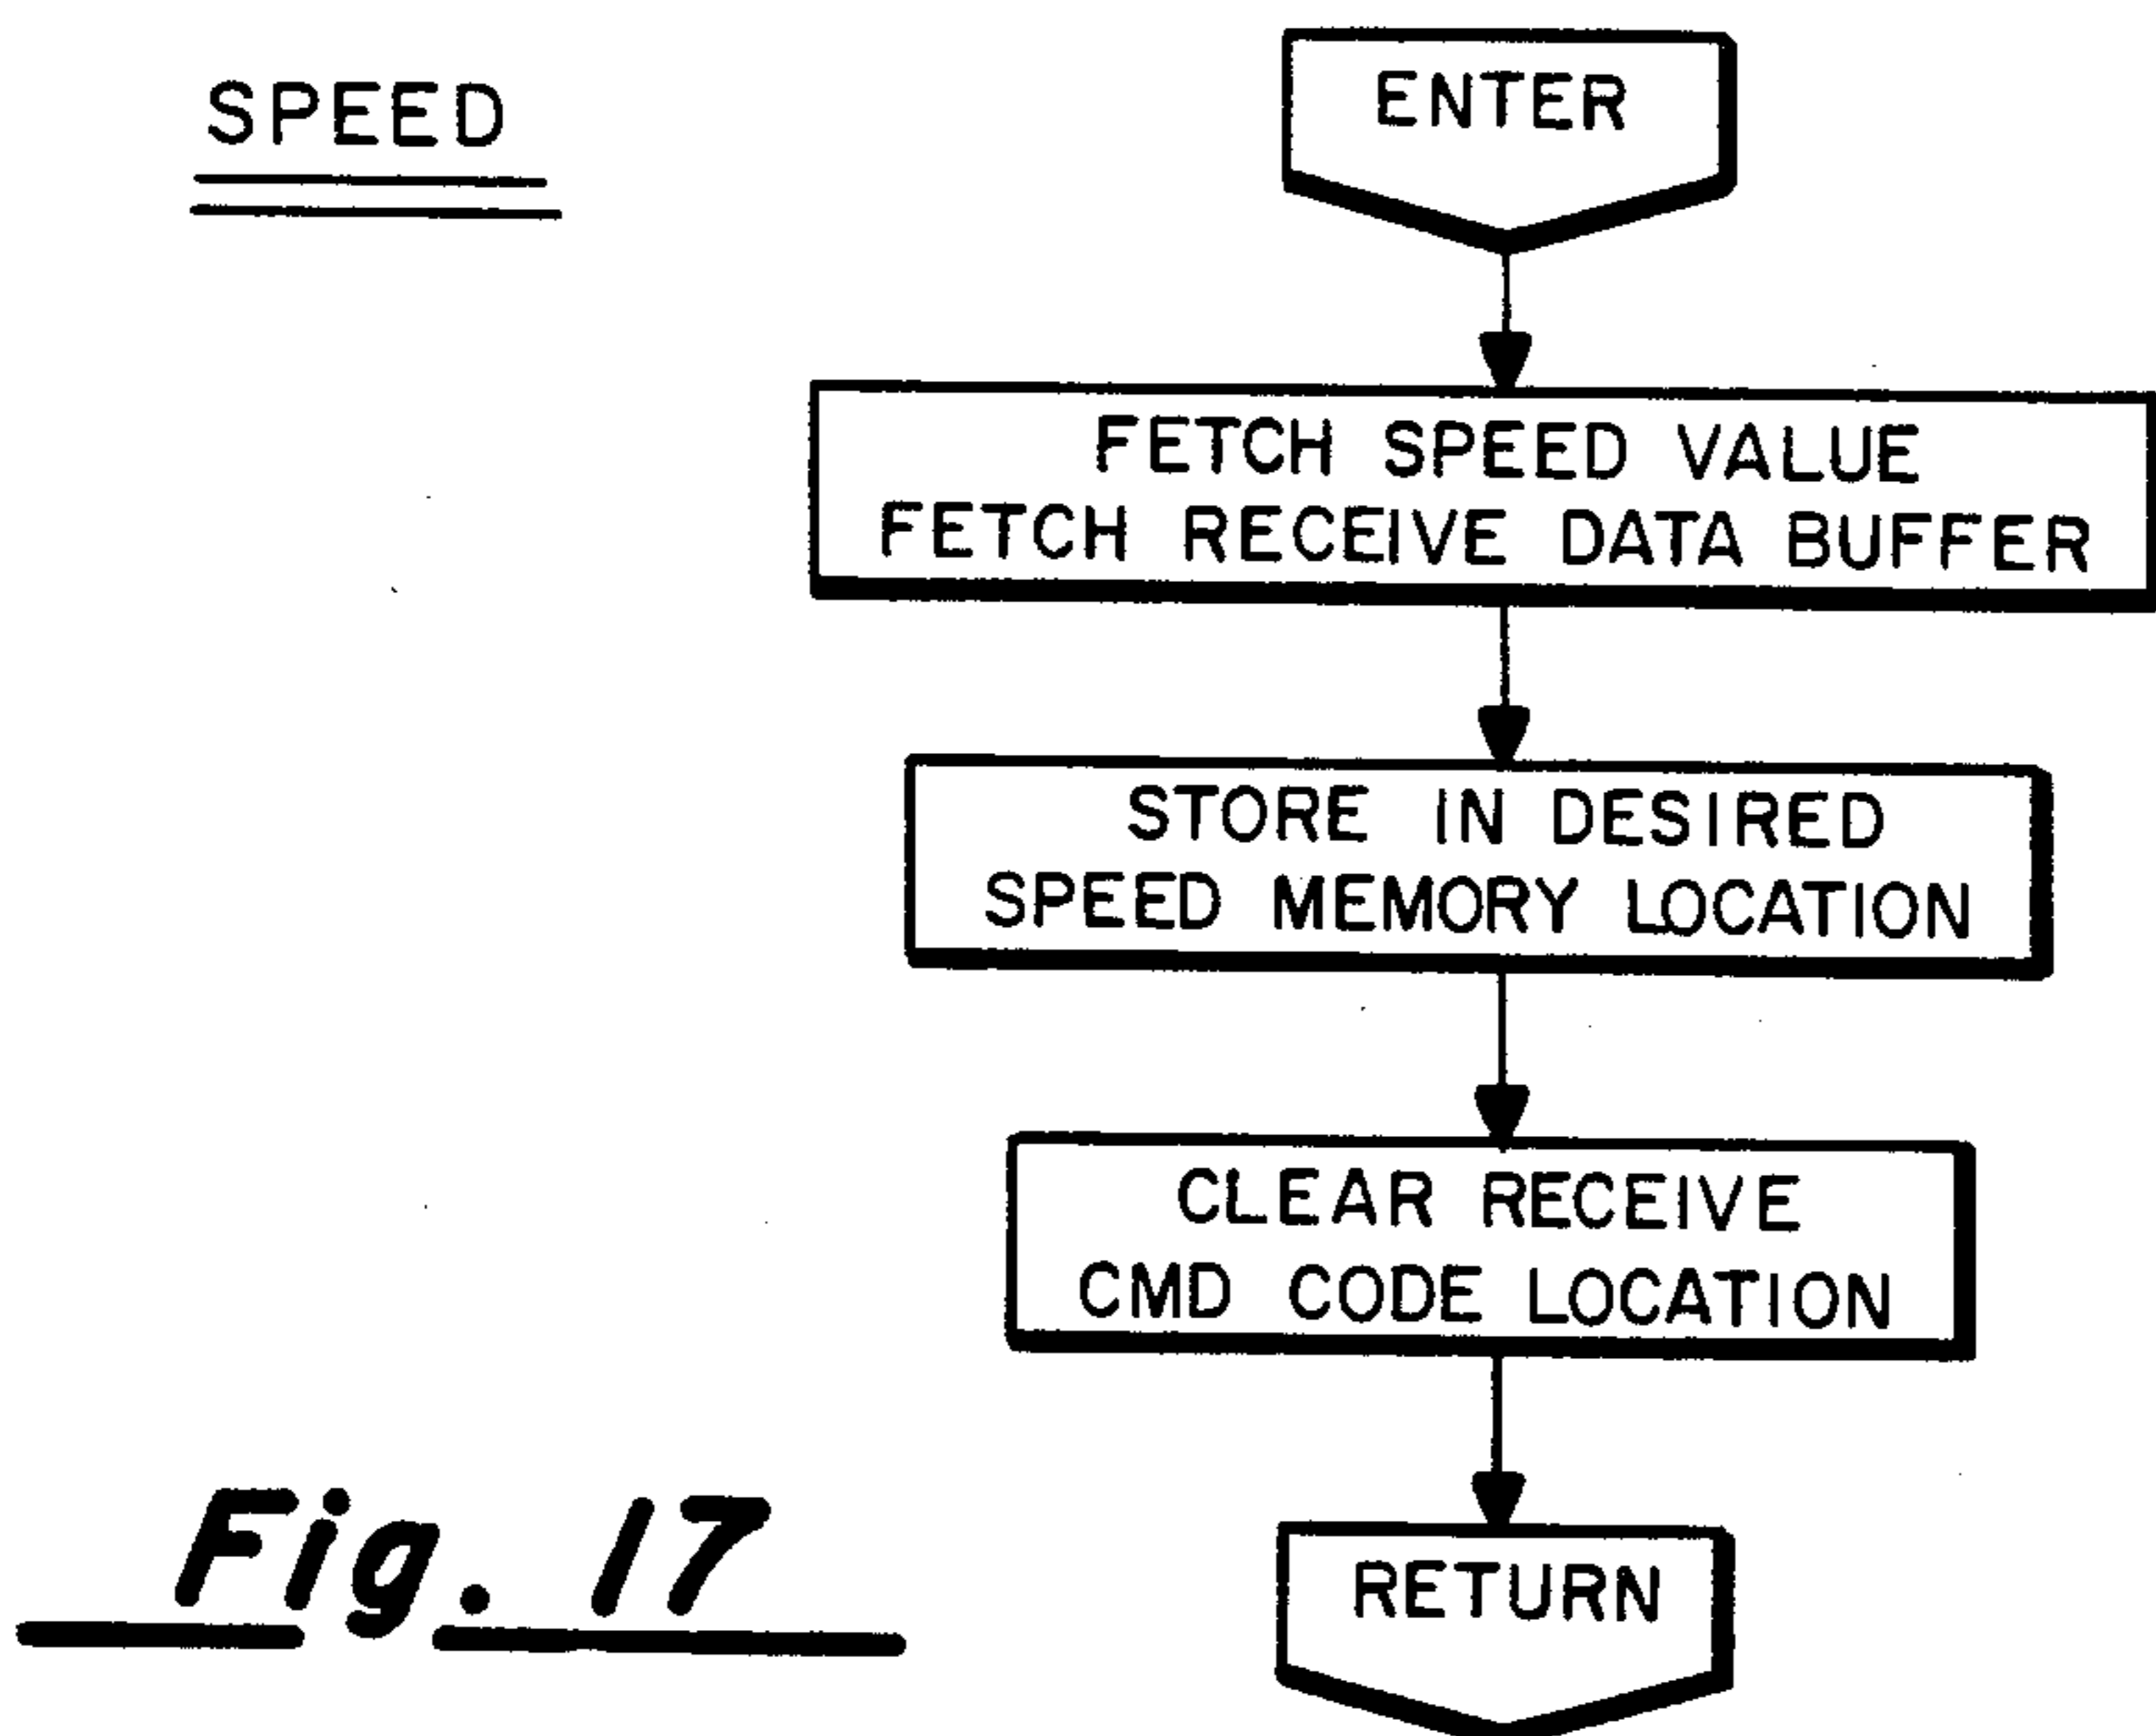 SPEED
ENTER
FETCH SPEED VALUE
FETCH RECEIVE DATA BUFFER
STORE IN DESIRED
SPEED MEMORY LOCATION
CLEAR RECEIVE
CMD CODE LOCATION
RETURN
Fig. 17